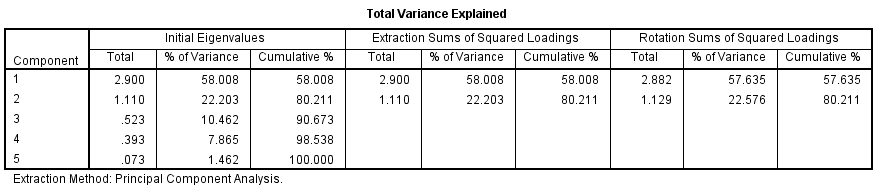 Total Variance Explained
Component Initial Eigenvalues Extraction Sums of Squared Loadings Rotation Sums of Squared Loadings
Total % of Variance Cumulative % Total % of Variance Cumulative % Total % of Variance Cumulative %
1 2.900 58.008 58.008 2.900 58.008 58.008 2.882 57.635 57.635
2 1.110 22.203 80.211 1.110 22.203 80.211 1.129 22.576 80.211
3 .523 10.462 90.673
4 .393 7.865 98.538
5 .073 1.462 100.000
Extraction Method: Principal Component Analysis.